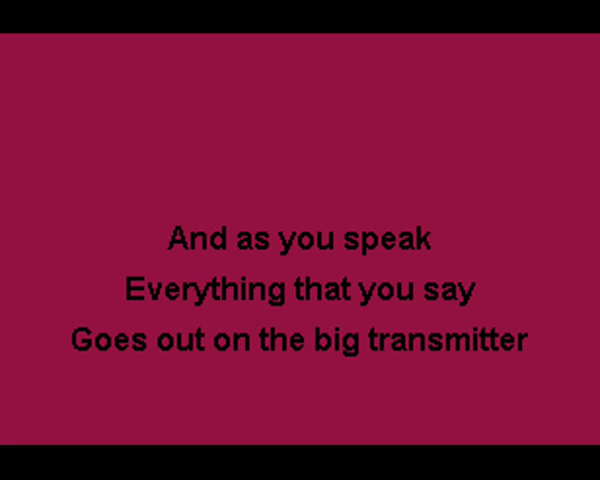 And as you speak
Everything that you say
Goes out on the big transmitter